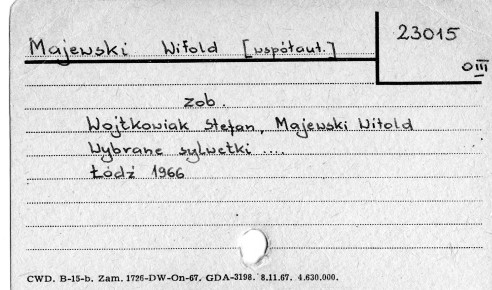 Majewski Witold [współaut.]
23015
O III
zob.
Wojtkowiak Stefan, Majewski Witold
Wybrane sylwetki ....
Łódź 1966
CWD. B-15-b. Zam. 1726-DW-On-67. GDA-3198. 8.11.67. 4.630.000.